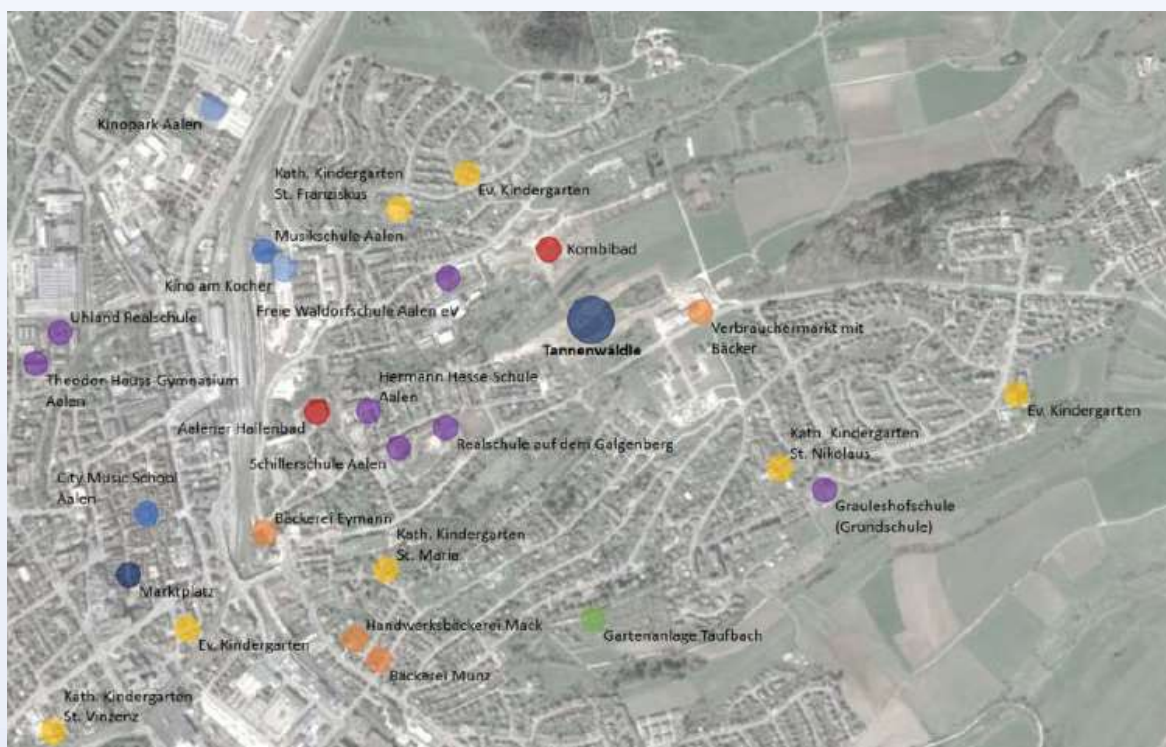 Kinopark Aalen
Kath. Kindergarten
St. Franziskus
Ev. Kindergarten
Musikschule Aalen
Kombibad
Kino am Kocher
Freie Waldorfschule Aalen eV
Uhland Realschule
Verbrauchermarkt mit
Bäcker
Tannenwäldle
Theodor-Heuss-Gymnasium
Aalen
Hermann Hesse-Schule
Aalen
Ev. Kindergarten
Aalener Hallenbad
Realschule auf dem Galgenberg
Kath. Kindergarten
St. Nikolaus
Schillerschule Aalen
City Music School
Aalen
Grauleshofschule
(Grundschule)
Bäckerei Eymann
Kath. Kindergarten
St. Maria
Marktplatz
Handwerksbäckerei Mack
Gartenanlage Taufbach
Ev. Kindergarten
Bäckerei Munz
Kath. Kindergarten
St. Vinzenz